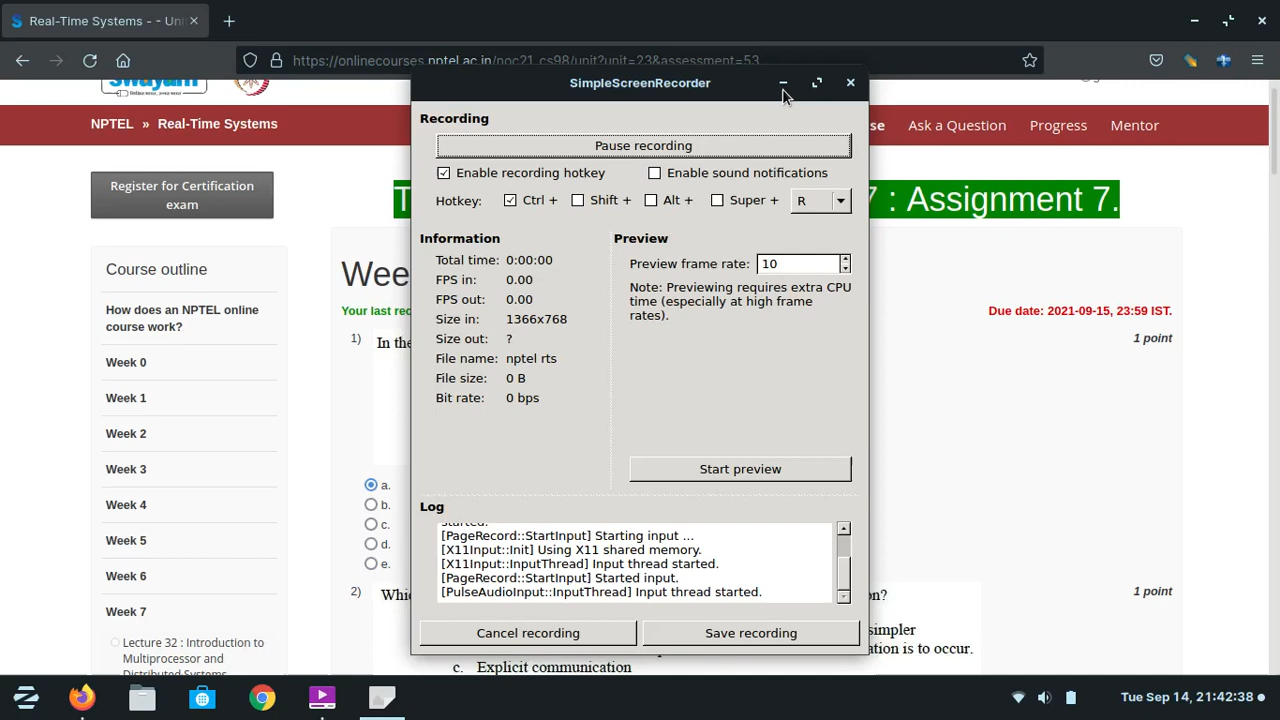 Real-Time Systems - - Uni
https://onlinecourses.nptel.ac.in/noc21_cs98/unit?unit=23&assessment=53
swayam
NPTEL » Real-Time Systems
Ask a Question
Progress
Mentor
Register for Certification
exam
7 : Assignment 7.
Course outline
How does an NPTEL online
course work?
Week 0
Week 1
Week 2
Week 3
Week 4
Week 5
Week 6
Week 7
Lecture 32 : Introduction to
Multiprocessor and
Distributed Systems
Your last rec
Due date: 2021-09-15, 23:59 IST.
1)
In the
1 point
a.
b.
c.
d.
e.
2)
1 point
simpler
ation is to occur.
c. Explicit communication
SimpleScreenRecorder
Recording
Pause recording
Enable recording hotkey
Enable sound notifications
Hotkey:
Ctrl +
Shift +
Alt +
Super +
R
Information
Total time: 0:00:00
FPS in: 0.00
FPS out: 0.00
Size in: 1366x768
Size out: ?
File name: nptel rts
File size: 0 B
Bit rate: 0 bps
Preview
Preview frame rate: 10
Note: Previewing requires extra CPU
time (especially at high frame
rates).
Start preview
Log
started.
[PageRecord::StartInput] Starting input ...
[X11Input::Init] Using X11 shared memory.
[X11Input::InputThread] Input thread started.
[PageRecord::StartInput] Started input.
[PulseAudioInput::InputThread] Input thread started.
Cancel recording
Save recording
Tue Sep 14, 21:42:38